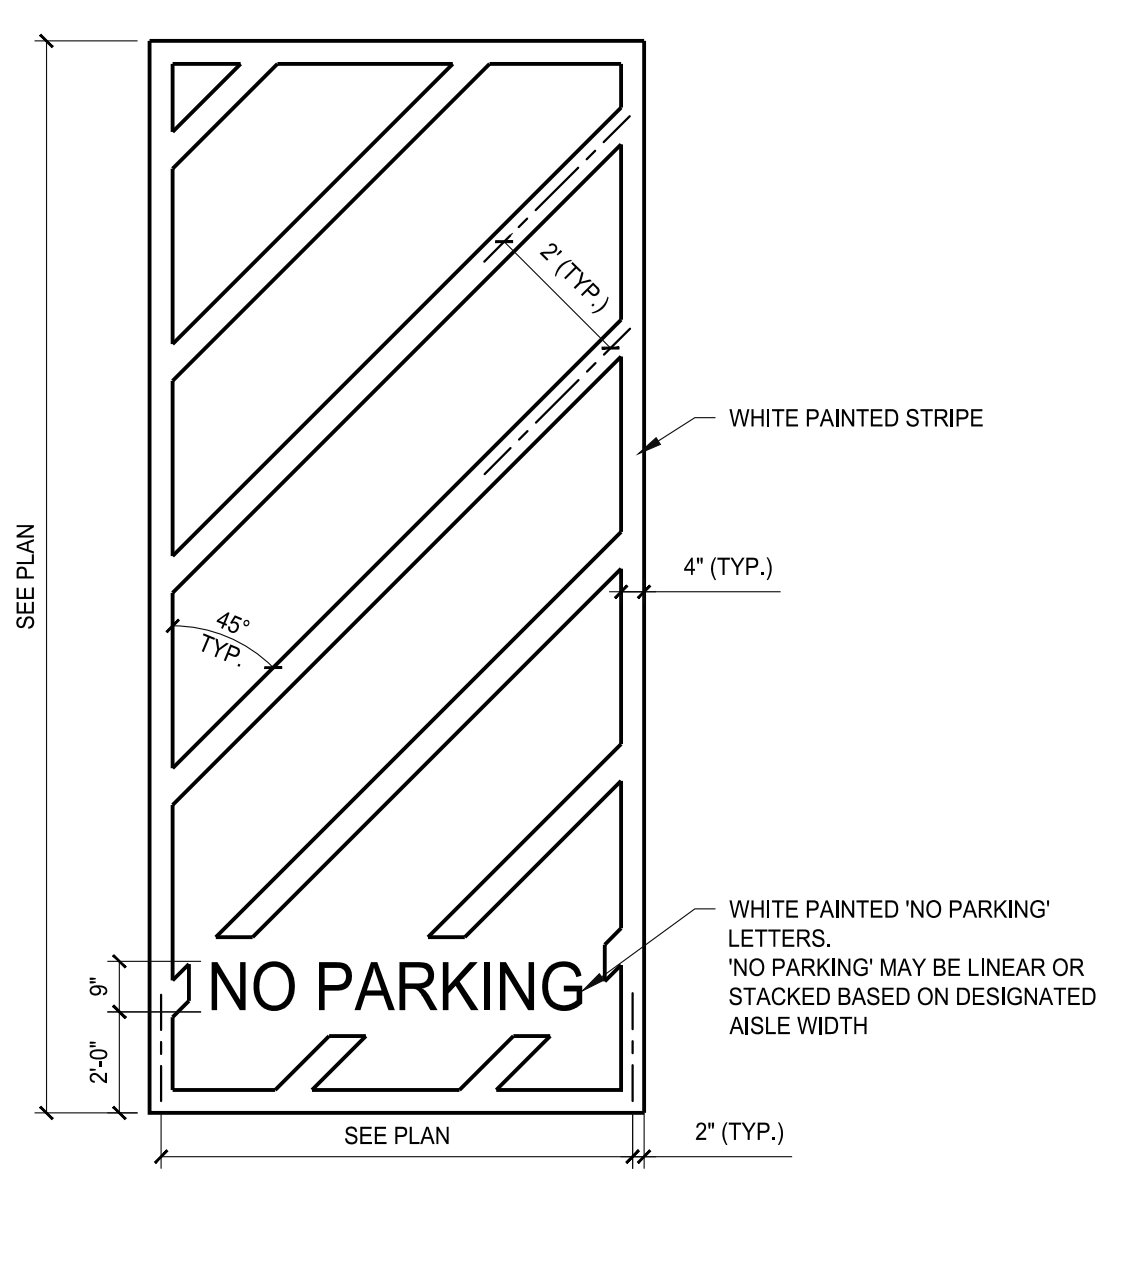 2' (TYP.)
WHITE PAINTED STRIPE
SEE PLAN
4" (TYP.)
45°
TYP.
WHITE PAINTED 'NO PARKING'
LETTERS.
'NO PARKING' MAY BE LINEAR OR
STACKED BASED ON DESIGNATED
AISLE WIDTH
9"
NO PARKING
2'-0"
SEE PLAN
2" (TYP.)